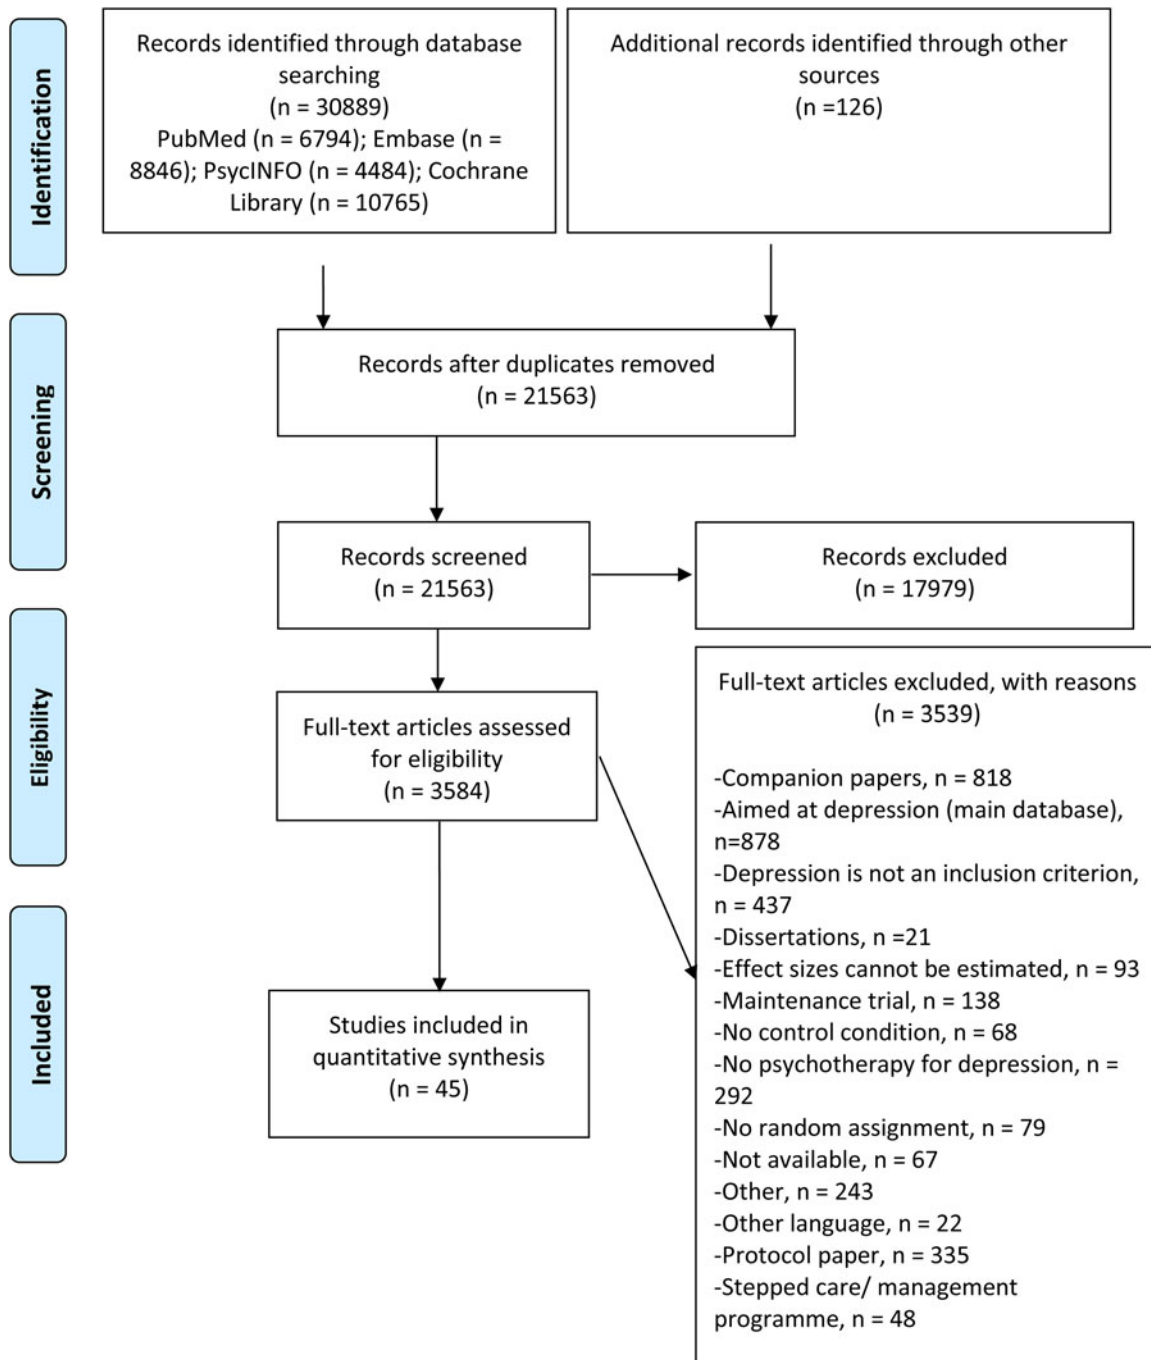 Identification
Records identified through database
searching
(n = 30889)
PubMed (n = 6794); Embase (n =
8846); PsycINFO (n = 4484); Cochrane
Library (n = 10765)
Additional records identified through other
sources
(n =126)
Screening
Records after duplicates removed
(n = 21563)
Records screened
(n = 21563)
Records excluded
(n = 17979)
Eligibility
Full-text articles assessed
for eligibility
(n = 3584)
Full-text articles excluded, with reasons
(n = 3539)
-Companion papers, n = 818
-Aimed at depression (main database),
n=878
-Depression is not an inclusion criterion,
n = 437
-Dissertations, n =21
-Effect sizes cannot be estimated, n = 93
-Maintenance trial, n = 138
-No control condition, n = 68
-No psychotherapy for depression, n =
292
-No random assignment, n = 79
-Not available, n = 67
-Other, n = 243
-Other language, n = 22
-Protocol paper, n = 335
-Stepped care/ management
programme, n = 48
Included
Studies included in
quantitative synthesis
(n = 45)